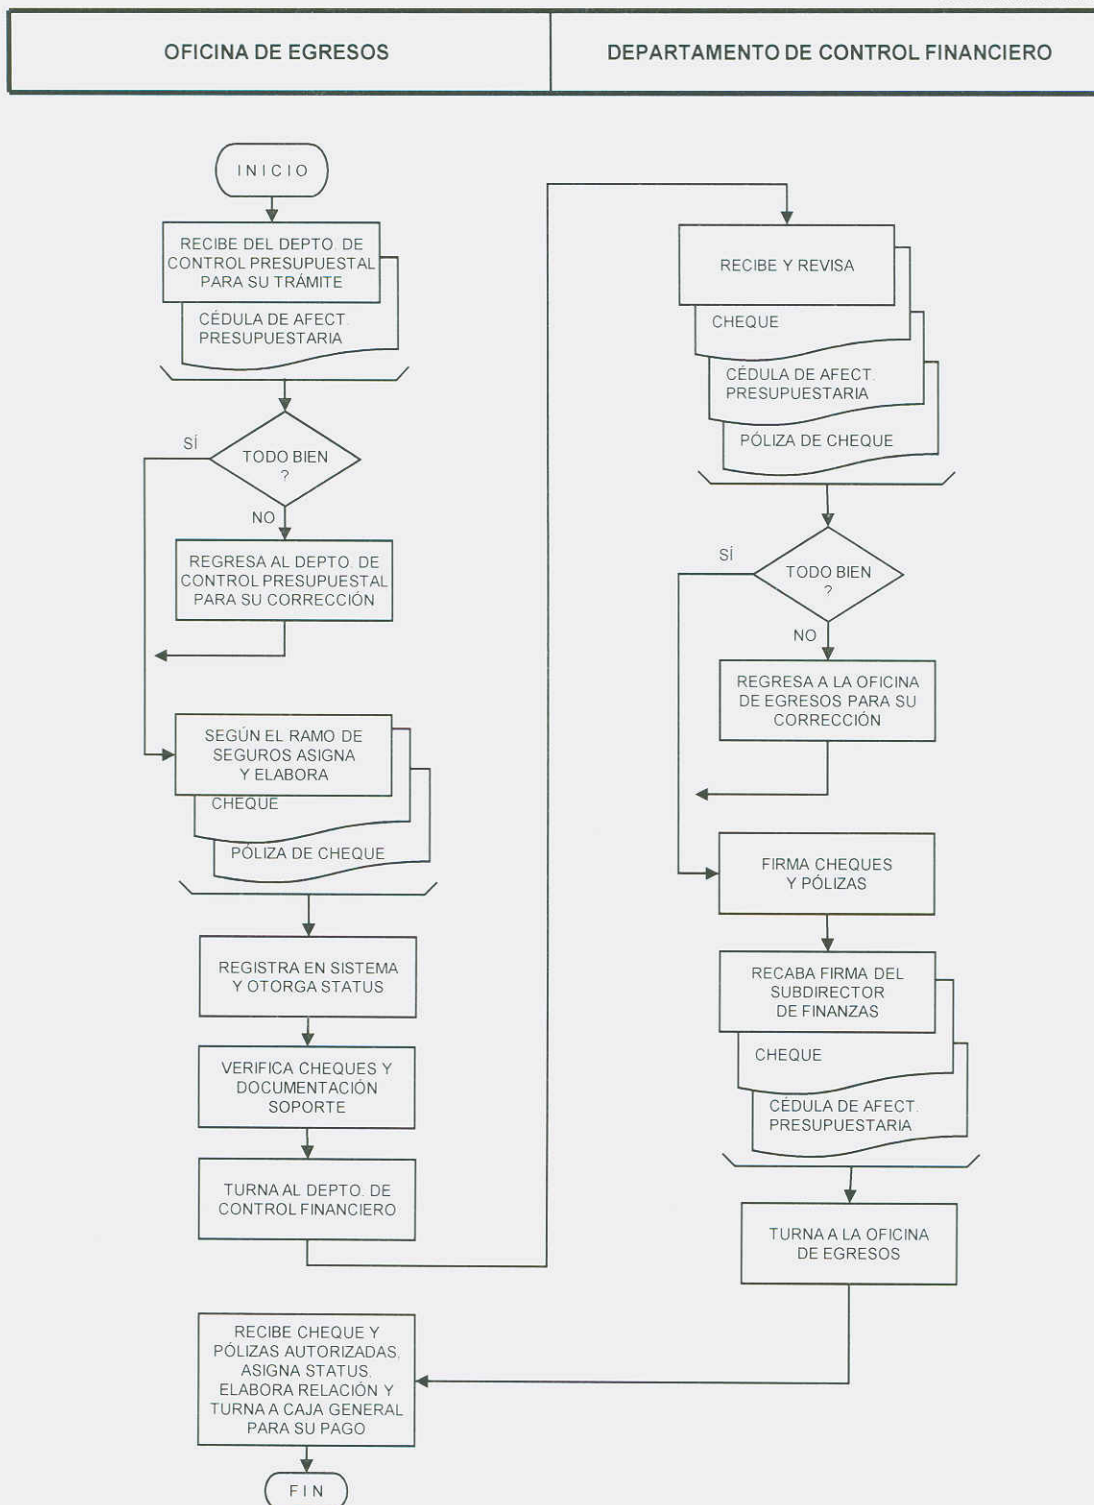 OFICINA DE EGRESOS
DEPARTAMENTO DE CONTROL FINANCIERO
INICIO
RECIBE DEL DEPTO. DE
CONTROL PRESUPUESTAL
PARA SU TRÁMITE
CÉDULA DE AFECT.
PRESUPUESTARIA
SÍ
TODO BIEN
?
NO
REGRESA AL DEPTO. DE
CONTROL PRESUPUESTAL
PARA SU CORRECCIÓN
SEGÚN EL RAMO DE
SEGUROS ASIGNA
Y ELABORA
CHEQUE
PÓLIZA DE CHEQUE
REGISTRA EN SISTEMA
Y OTORGA STATUS
VERIFICA CHEQUES Y
DOCUMENTACIÓN
SOPORTE
TURNA AL DEPTO. DE
CONTROL FINANCIERO
RECIBE Y REVISA
CHEQUE
CÉDULA DE AFECT.
PRESUPUESTARIA
PÓLIZA DE CHEQUE
SÍ
TODO BIEN
?
NO
REGRESA A LA OFICINA
DE EGRESOS PARA SU
CORRECCIÓN
FIRMA CHEQUES
Y PÓLIZAS
RECABA FIRMA DEL
SUBDIRECTOR
DE FINANZAS
CHEQUE
CÉDULA DE AFECT.
PRESUPUESTARIA
TURNA A LA OFICINA
DE EGRESOS
RECIBE CHEQUE Y
PÓLIZAS AUTORIZADAS,
ASIGNA STATUS,
ELABORA RELACIÓN Y
TURNA A CAJA GENERAL
PARA SU PAGO
FIN